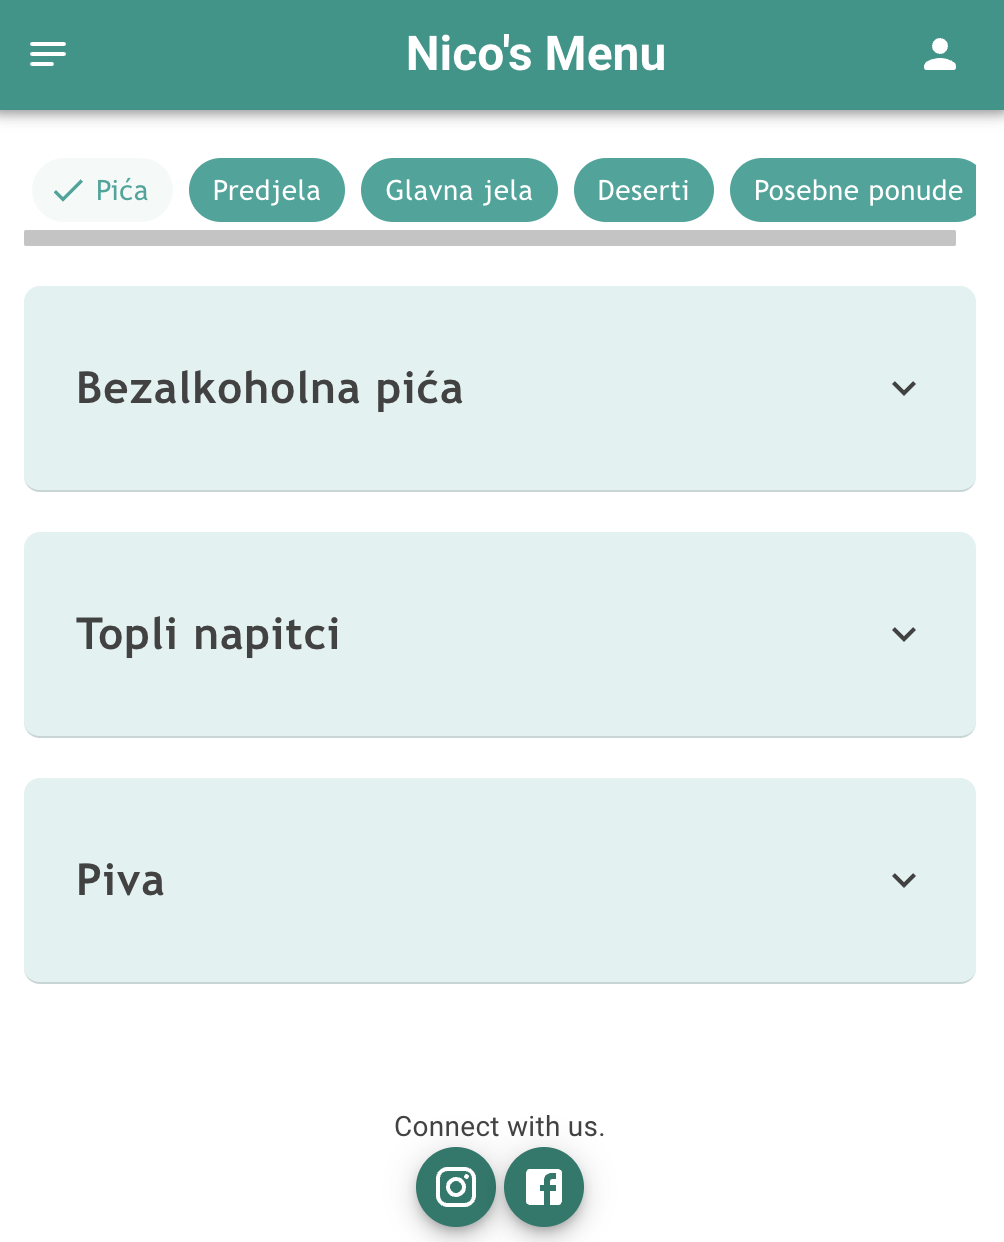 Nico's Menu
Pića Predjela Glavna jela Deserti Posebne ponude
Bezalkoholna pića
Topli napitci
Piva
Connect with us.